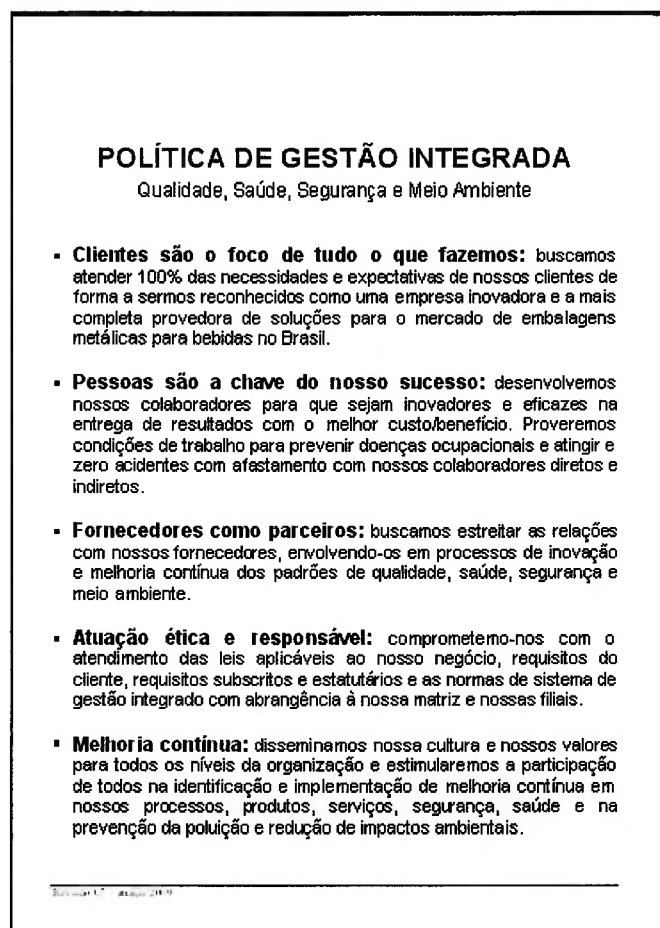 POLÍTICA DE GESTÃO INTEGRADA
Qualidade, Saúde, Segurança e Meio Ambiente
▪ Clientes são o foco de tudo o que fazemos: buscamos
atender 100% das necessidades e expectativas de nossos clientes de
forma a sermos reconhecidos como uma empresa inovadora e a mais
completa provedora de soluções para o mercado de embalagens
metálicas para bebidas no Brasil.
▪ Pessoas são a chave do nosso sucesso: desenvolvemos
nossos colaboradores para que sejam inovadores e eficazes na
entrega de resultados com o melhor custo/benefício. Proveremos
condições de trabalho para prevenir doenças ocupacionais e atingir e
zero acidentes com afastamento com nossos colaboradores diretos e
indiretos.
▪ Fornecedores como parceiros: buscamos estreitar as relações
com nossos fornecedores, envolvendo-os em processos de inovação
e melhoria contínua dos padrões de qualidade, saúde, segurança e
meio ambiente.
▪ Atuação ética e responsável: comprometemo-nos com o
atendimento das leis aplicáveis ao nosso negócio, requisitos do
cliente, requisitos subscritos e estatutários e as normas de sistema de
gestão integrado com abrangência à nossa matriz e nossas filiais.
▪ Melhoria contínua: disseminamos nossa cultura e nossos valores
para todos os níveis da organização e estimularemos a participação
de todos na identificação e implementação de melhoria contínua em
nossos processos, produtos, serviços, segurança, saúde e na
prevenção da poluição e redução de impactos ambientais.